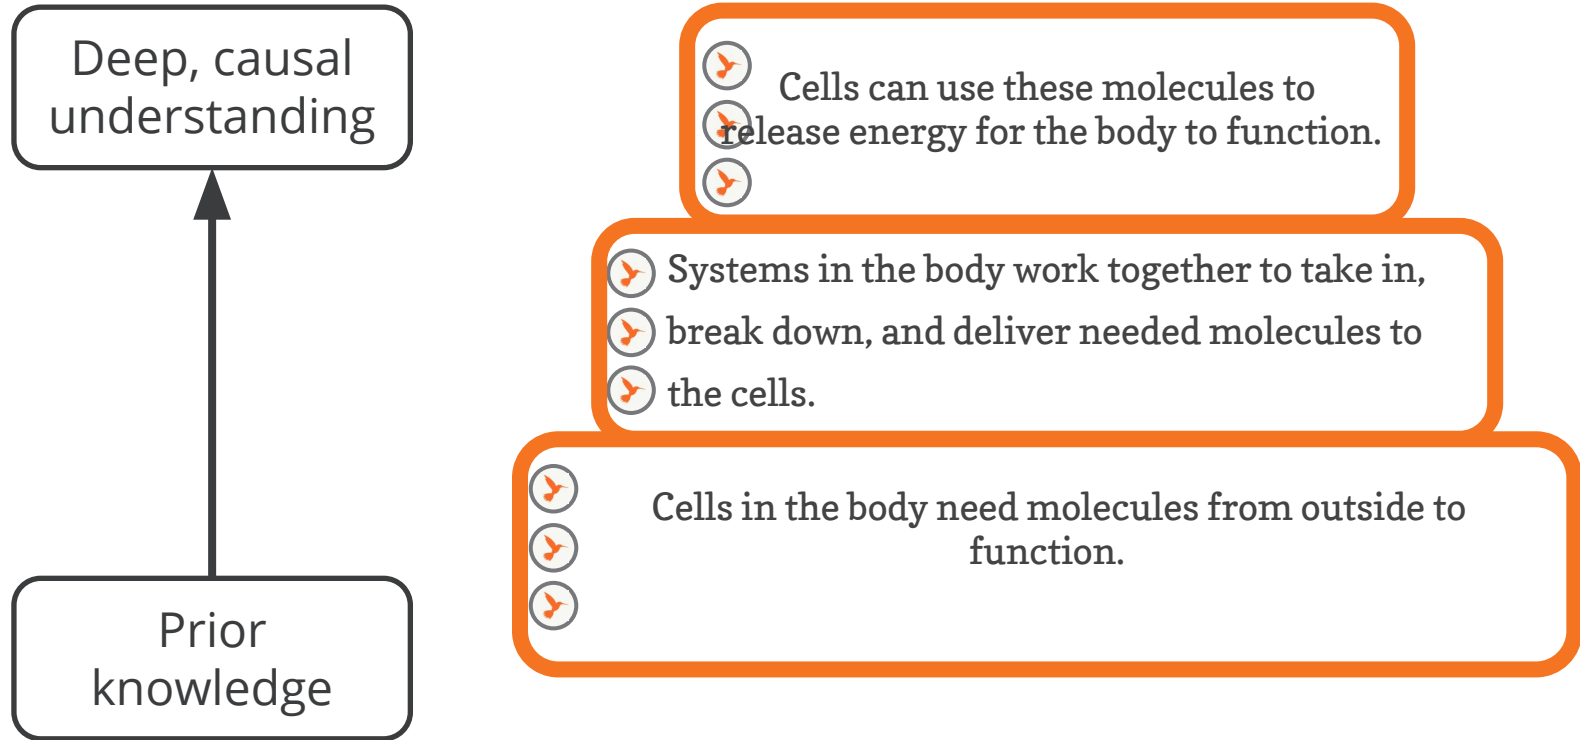 Deep, causal
understanding
Cells can use these molecules to
release energy for the body to function.
Systems in the body work together to take in,
break down, and deliver needed molecules to
the cells.
Cells in the body need molecules from outside to
function.
Prior
knowledge